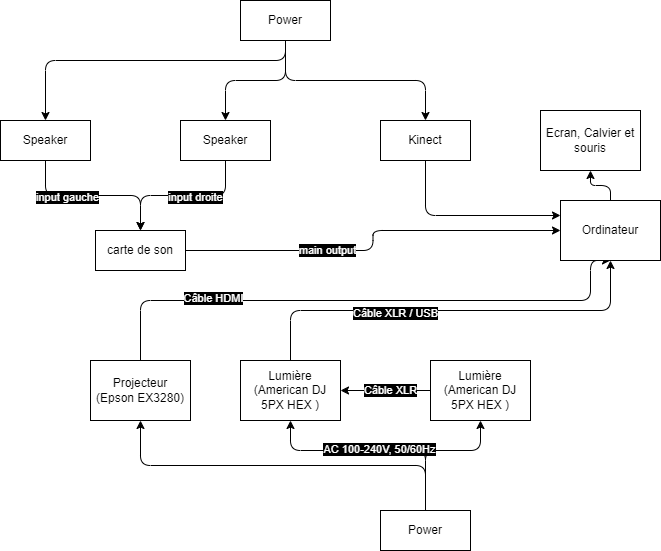 Power
Speaker
Speaker
Kinect
Ecran, Calvier et
souris
input gauche
input droite
carte de son
main output
Ordinateur
Câble HDMI
Câble XLR / USB
Projecteur
(Epson EX3280)
Lumière
(American DJ
5PX HEX )
Câble XLR
Lumière
(American DJ
5PX HEX )
AC 100-240V, 50/60Hz
Power